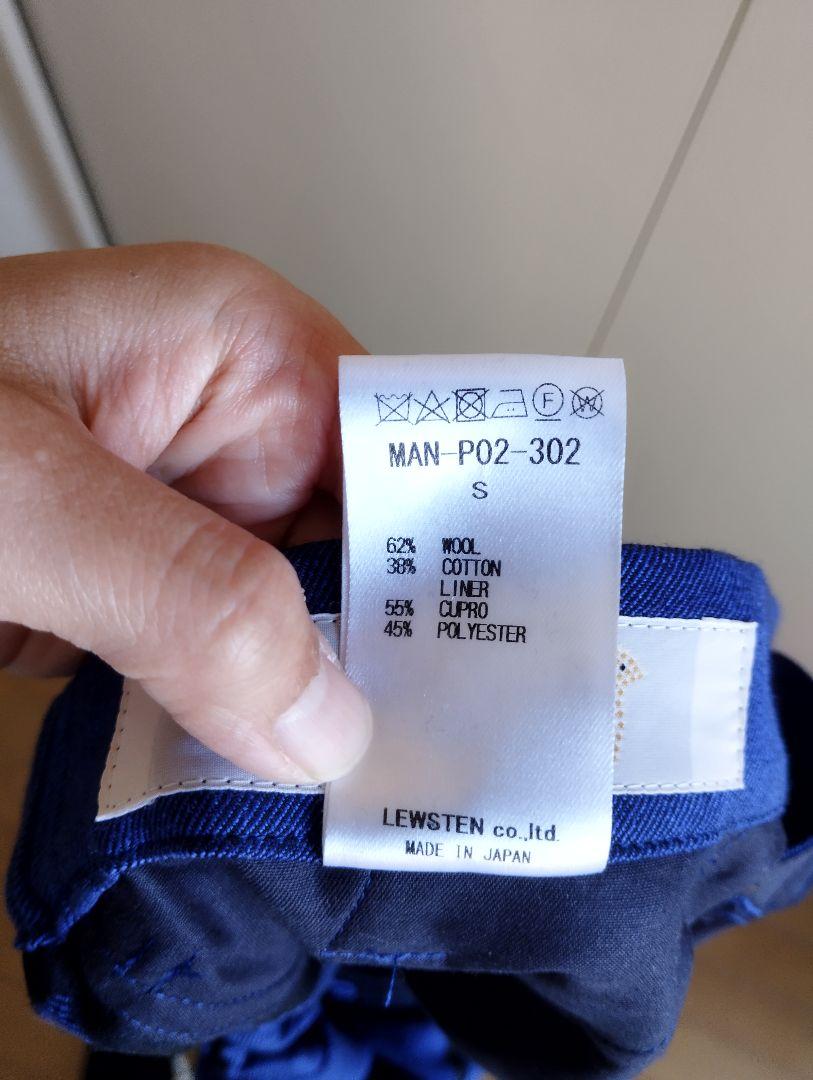 F W
MAN-P02-302
S
62% WOOL
38% COTTON
LINER
55% CUPRO
45% POLYESTER
LEWSTEN co.,ltd.
MADE IN JAPAN